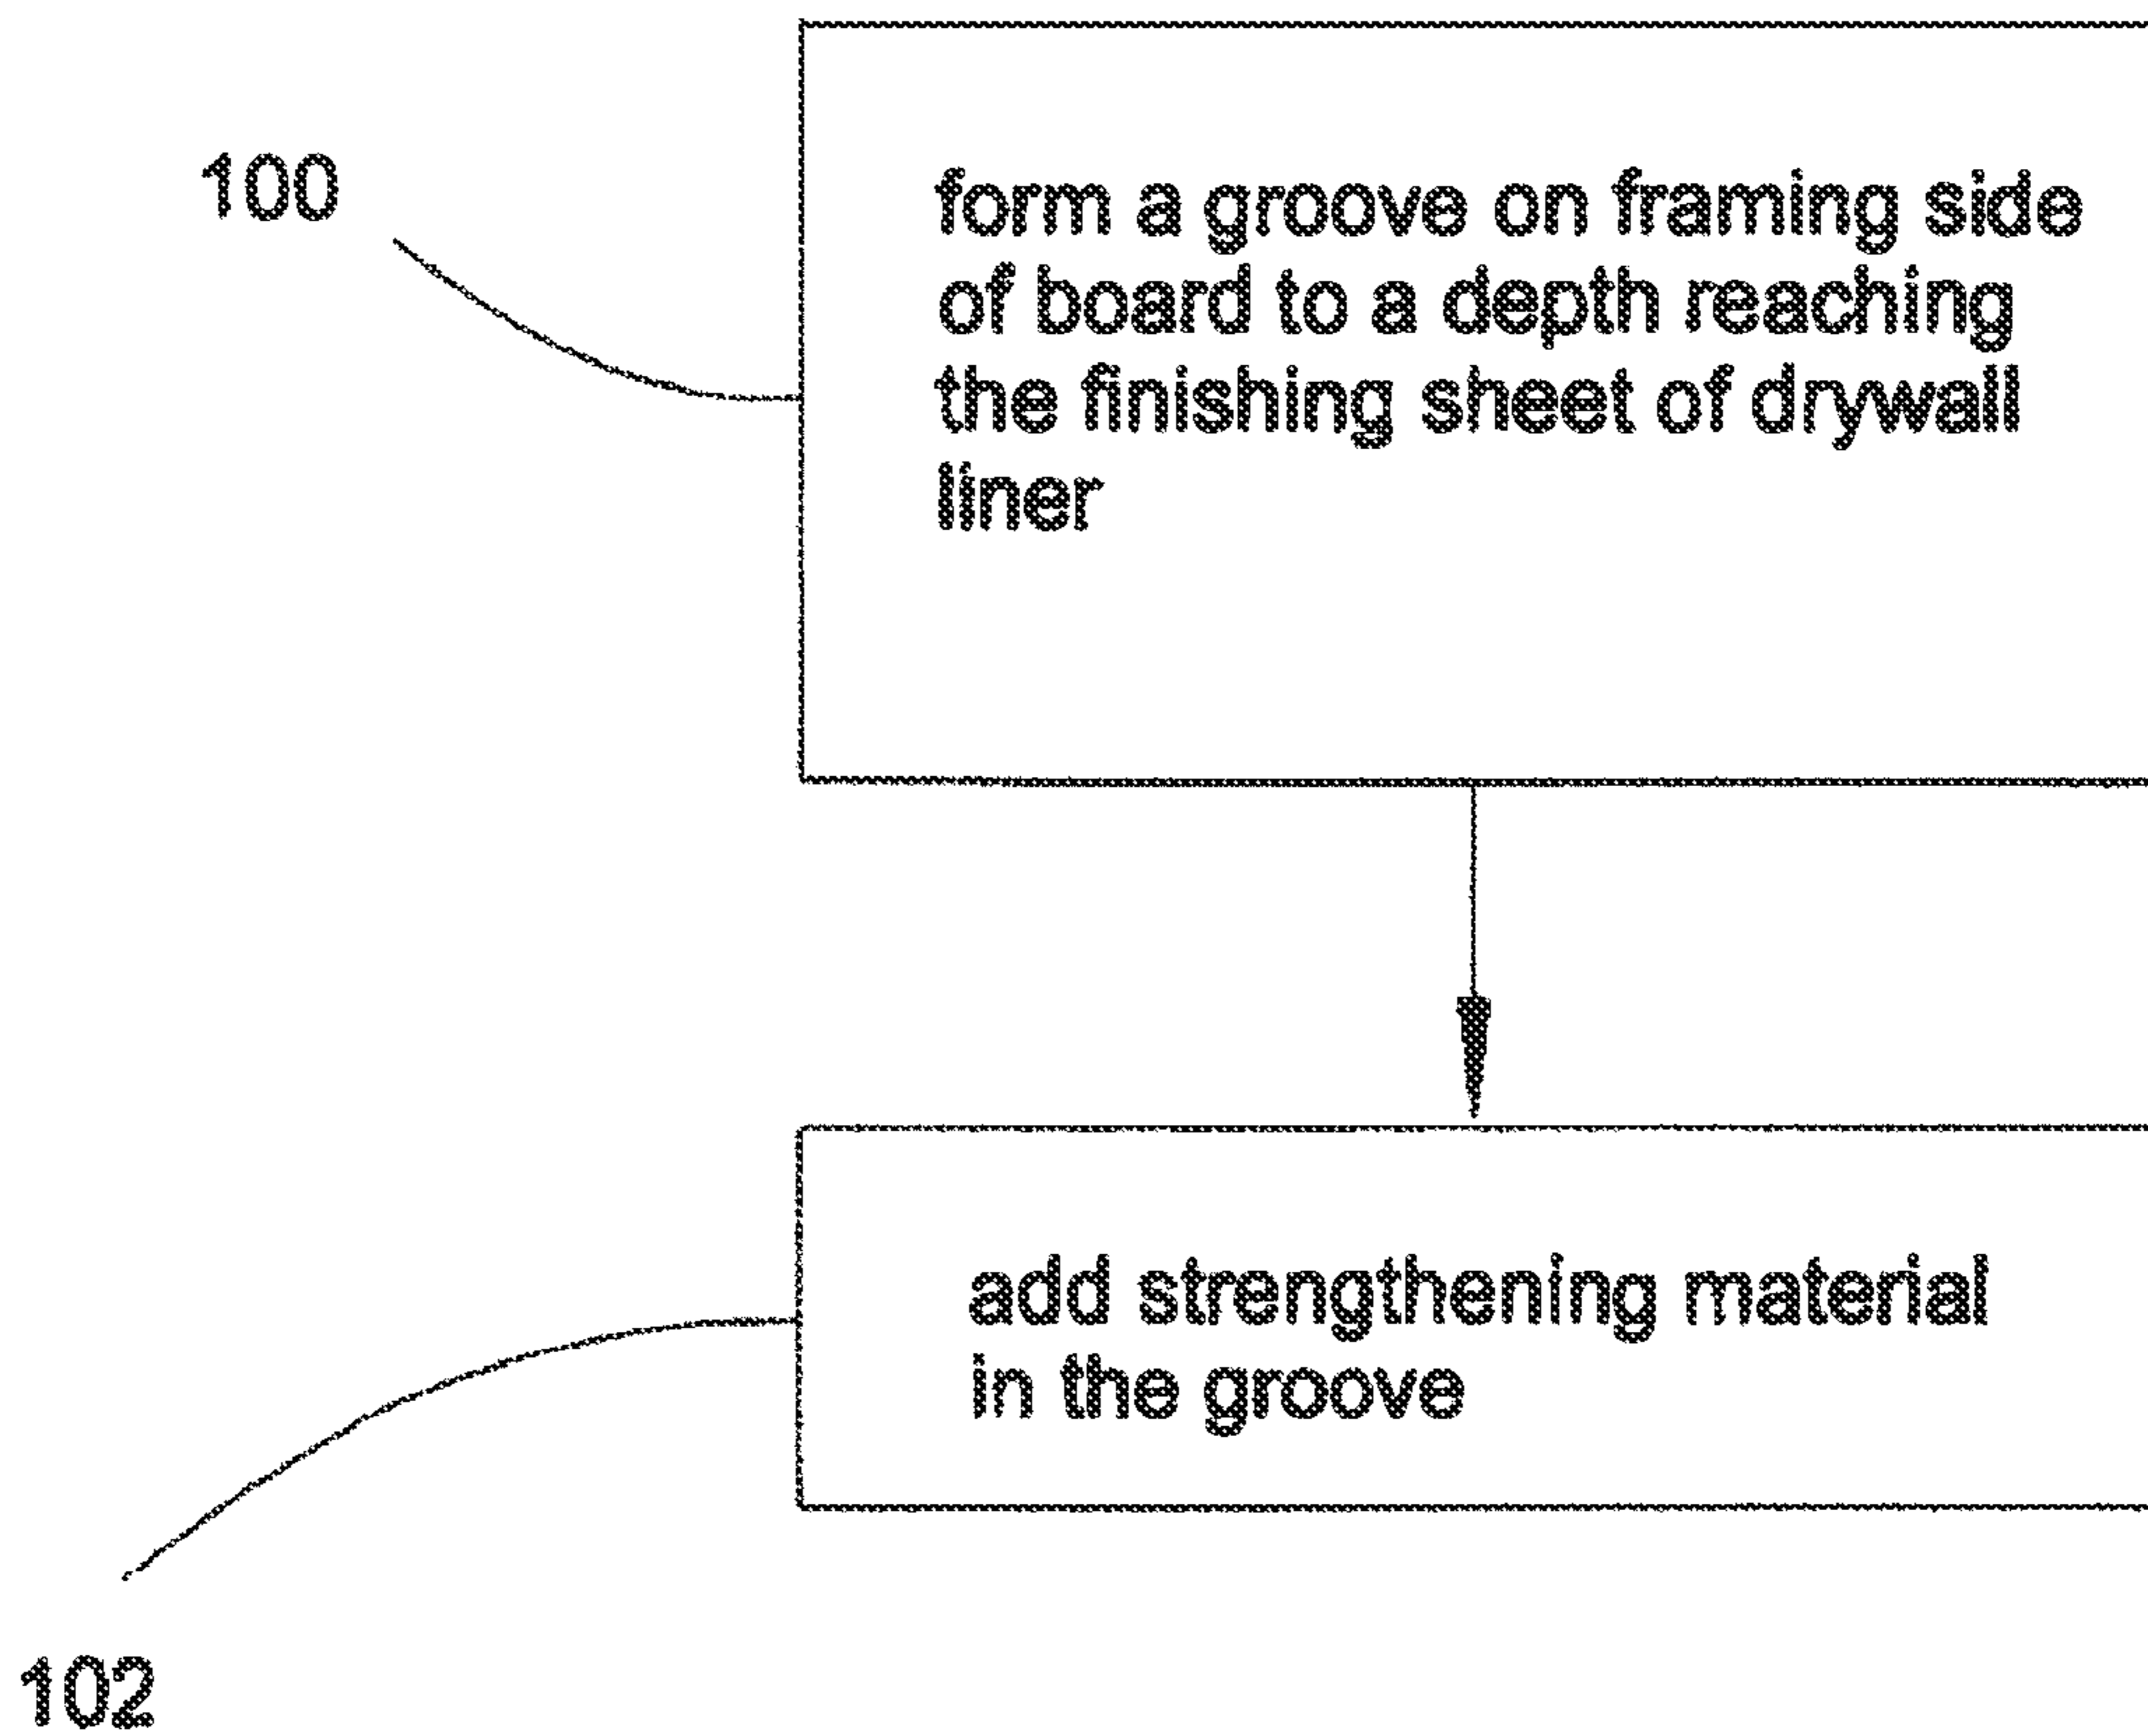 100
form a groove on framing side
of board to a depth reaching
the finishing sheet of drywall
liner
add strengthening material
in the groove
102